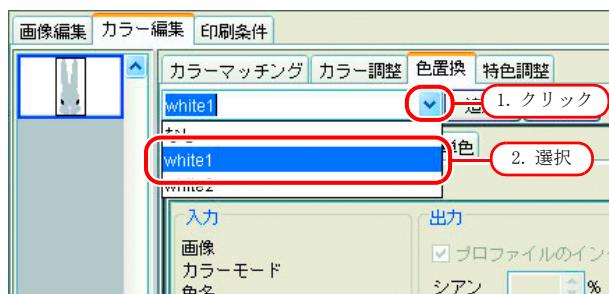 画像編集 カラー編集 印刷条件
カラーマッチング カラー調整 色置換 特色調整
white1
1. クリック
white1
2. 選択
white2
入力
出力
画像
カラーモード
色名
プロファイルのイン
シアン
%